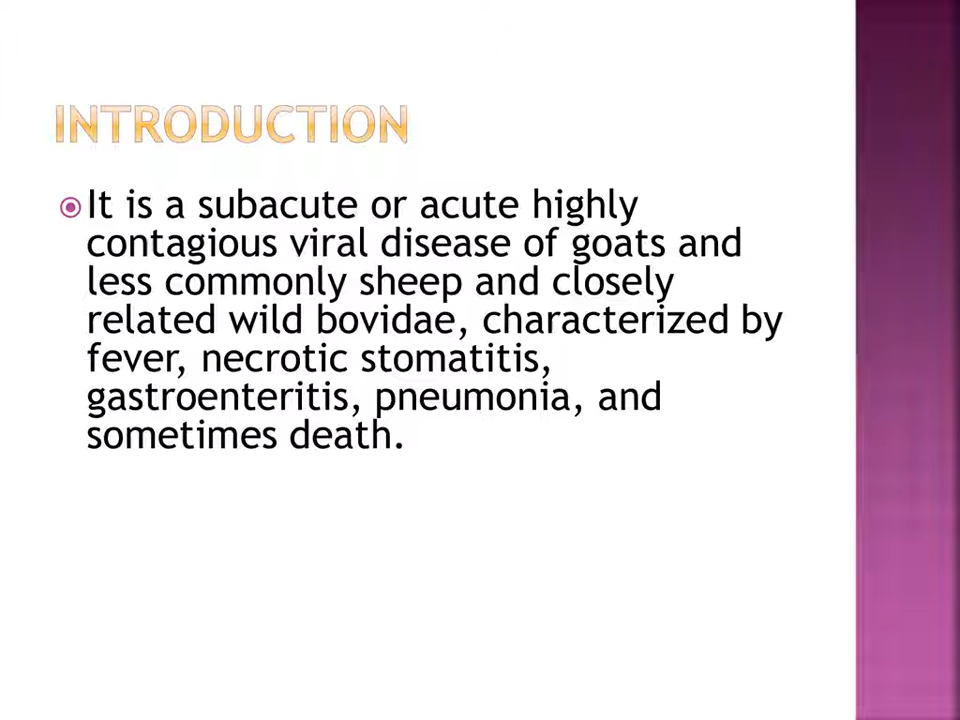 INTRODUCTION
It is a subacute or acute highly
contagious viral disease of goats and
less commonly sheep and closely
related wild bovidae, characterized by
fever, necrotic stomatitis,
gastroenteritis, pneumonia, and
sometimes death.